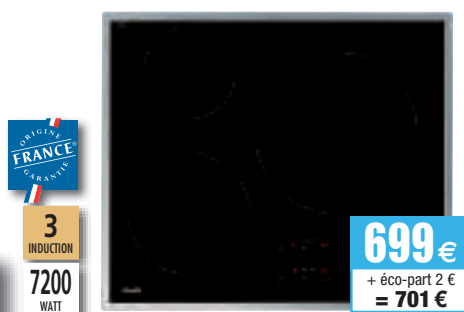 ORIGINE
FRANCE®
GARANTIE
3
INDUCTION
7200
WATT
699€
+ éco-part 2 €
= 701 €